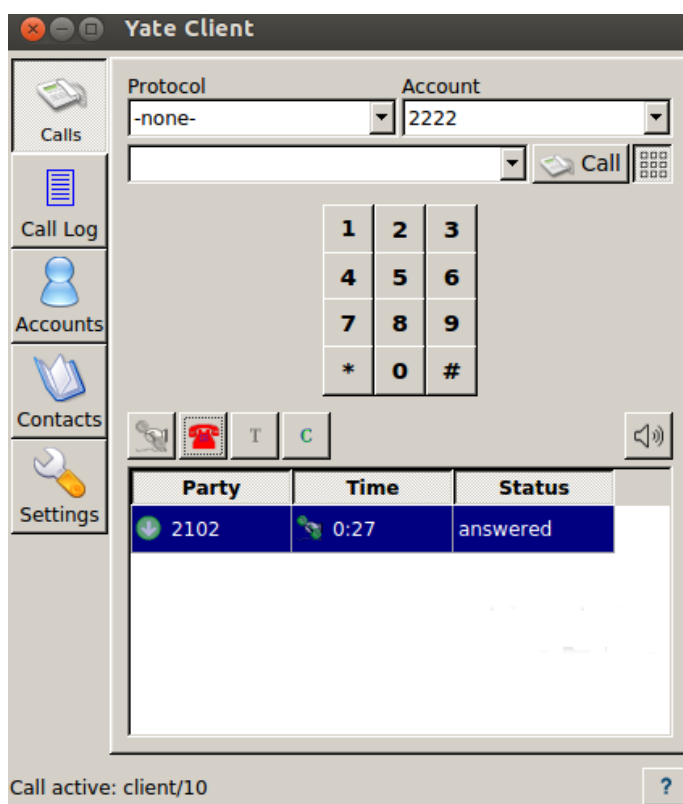 Yate Client
Protocol Account
-none- 2222
Calls
Call
Call Log
1 2 3
4 5 6
7 8 9
* 0 #
Accounts
Contacts
T C
Settings
Party Time Status
2102 0:27 answered
Call active: client/10 ?